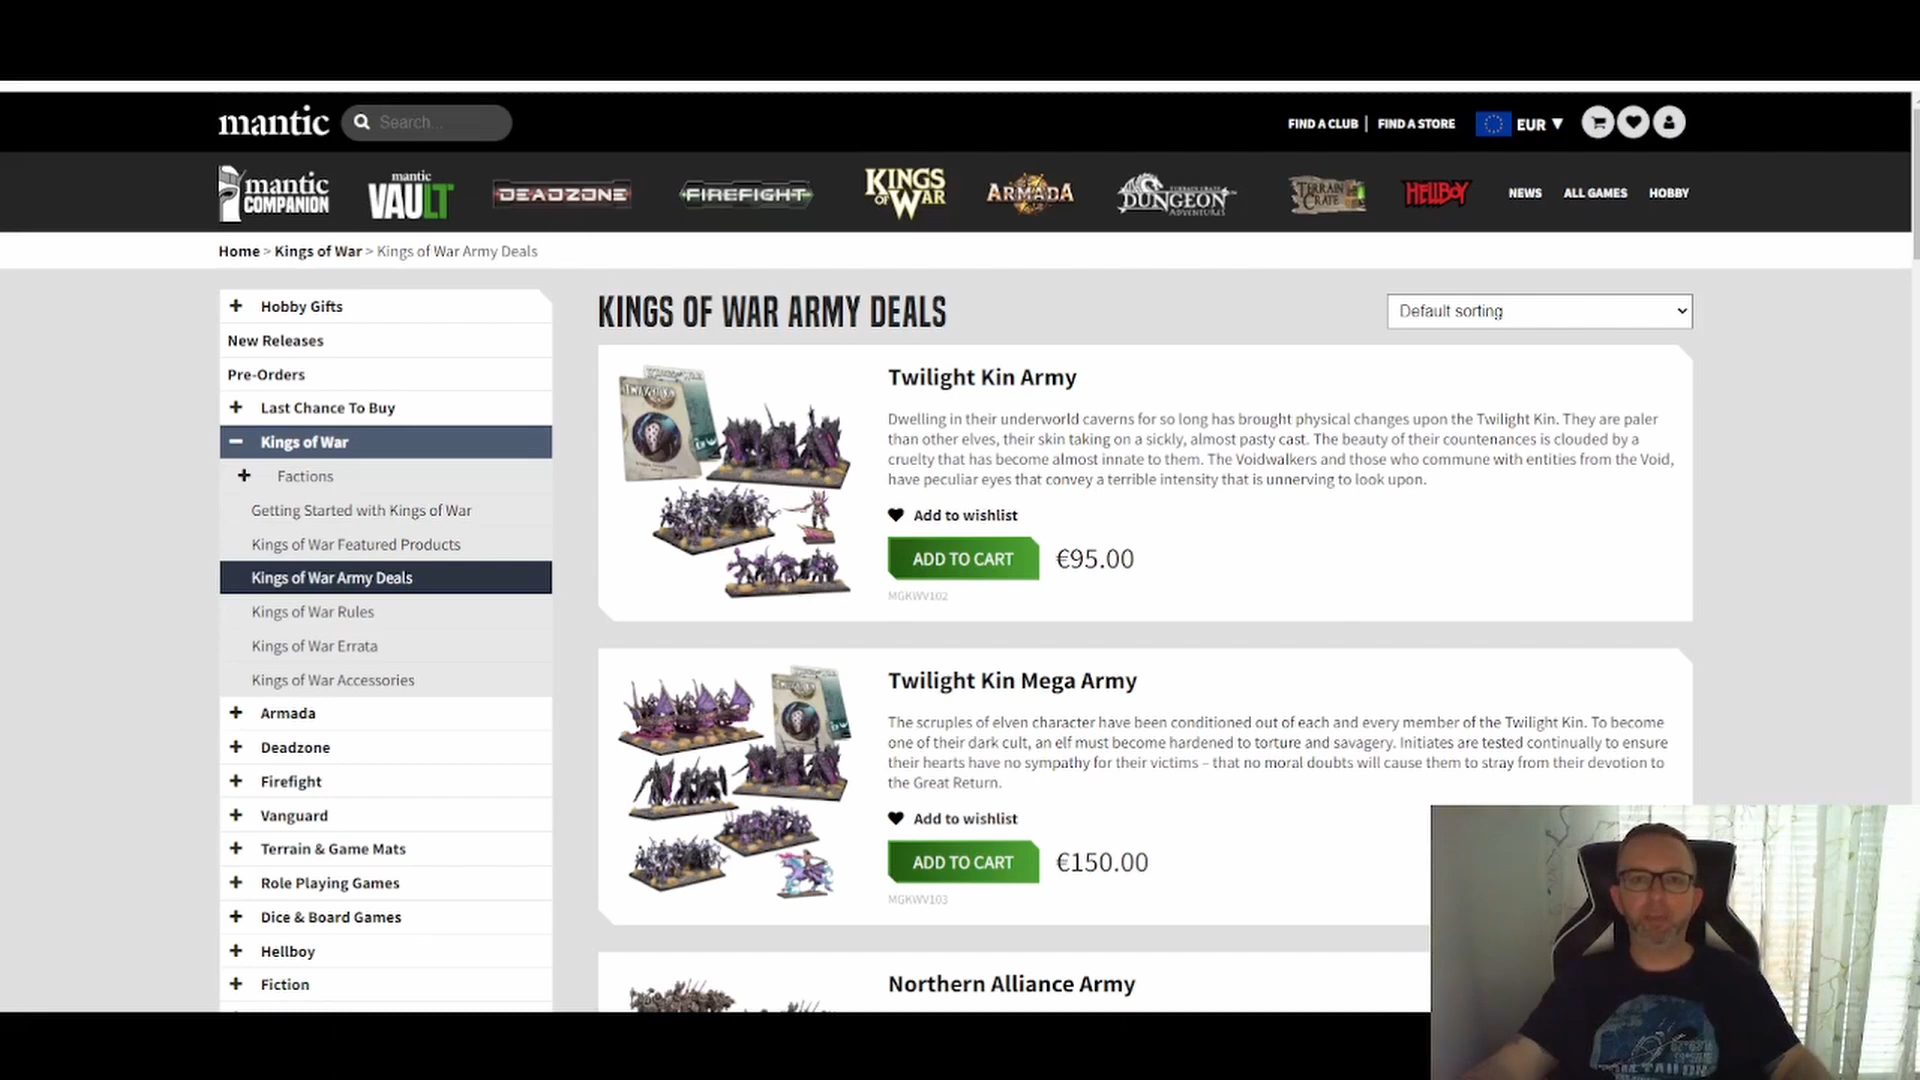 mantic
Search...
FIND A CLUB | FIND A STORE
EUR ▼
mantic
COMPANION
mantic
VAULT
DEADZONE
FIREFIGHT
KINGS
OF WAR
ARMADA
TERRAIN CRATE
DUNGEON
ADVENTURES
TERRAIN
CRATE
HELLBOY
NEWS
ALL GAMES
HOBBY
Home > Kings of War > Kings of War Army Deals
+ Hobby Gifts
New Releases
Pre-Orders
+ Last Chance To Buy
− Kings of War
+ Factions
Getting Started with Kings of War
Kings of War Featured Products
Kings of War Army Deals
Kings of War Rules
Kings of War Errata
Kings of War Accessories
+ Armada
+ Deadzone
+ Firefight
+ Vanguard
+ Terrain & Game Mats
+ Role Playing Games
+ Dice & Board Games
+ Hellboy
+ Fiction
KINGS OF WAR ARMY DEALS
Default sorting
Twilight Kin Army
Dwelling in their underworld caverns for so long has brought physical changes upon the Twilight Kin. They are paler
than other elves, their skin taking on a sickly, almost pasty cast. The beauty of their countenances is clouded by a
cruelty that has become almost innate to them. The Voidwalkers and those who commune with entities from the Void,
have peculiar eyes that convey a terrible intensity that is unnerving to look upon.
Add to wishlist
ADD TO CART €95.00
MGKWV102
Twilight Kin Mega Army
The scruples of elven character have been conditioned out of each and every member of the Twilight Kin. To become
one of their dark cult, an elf must become hardened to torture and savagery. Initiates are tested continually to ensure
their hearts have no sympathy for their victims – that no moral doubts will cause them to stray from their devotion to
the Great Return.
Add to wishlist
ADD TO CART €150.00
MGKWV103
Northern Alliance Army